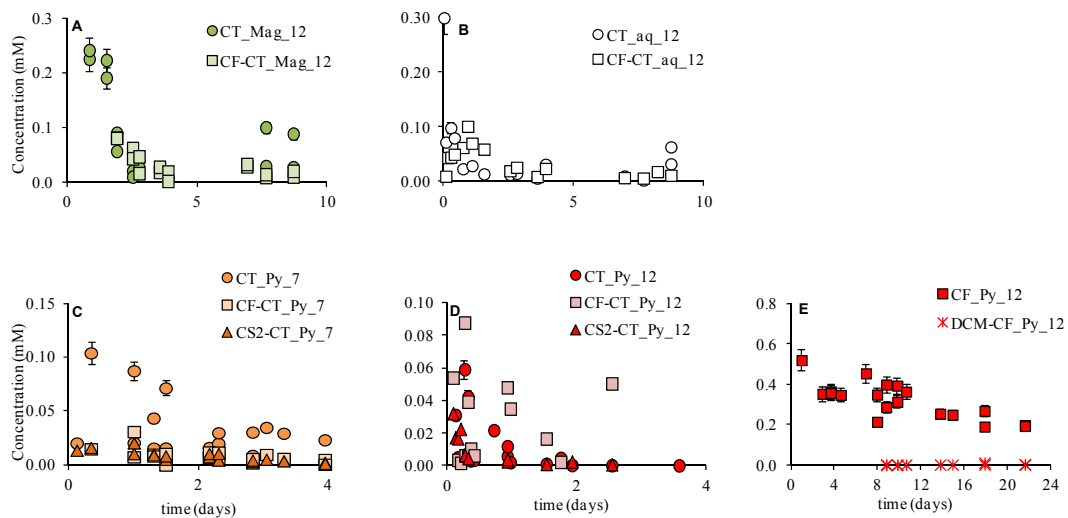 A
CT_Mag_12
CF-CT_Mag_12
Concentration (mM)
0.3
0.2
0.1
0.0
0
5
10
B
CT_aq_12
CF-CT_aq_12
0.30
0.20
0.10
0.00
0
5
10
C
CT_Py_7
CF-CT_Py_7
CS2-CT_Py_7
Concentration (mM)
0.15
0.10
0.05
0.00
0
2
4
time (days)
D
CT_Py_12
CF-CT_Py_12
CS2-CT_Py_12
0.10
0.08
0.06
0.04
0.02
0.00
0
2
4
time (days)
E
CF_Py_12
DCM-CF_Py_12
0.8
0.6
0.4
0.2
0.0
0
4
8
12
16
20
24
time (days)